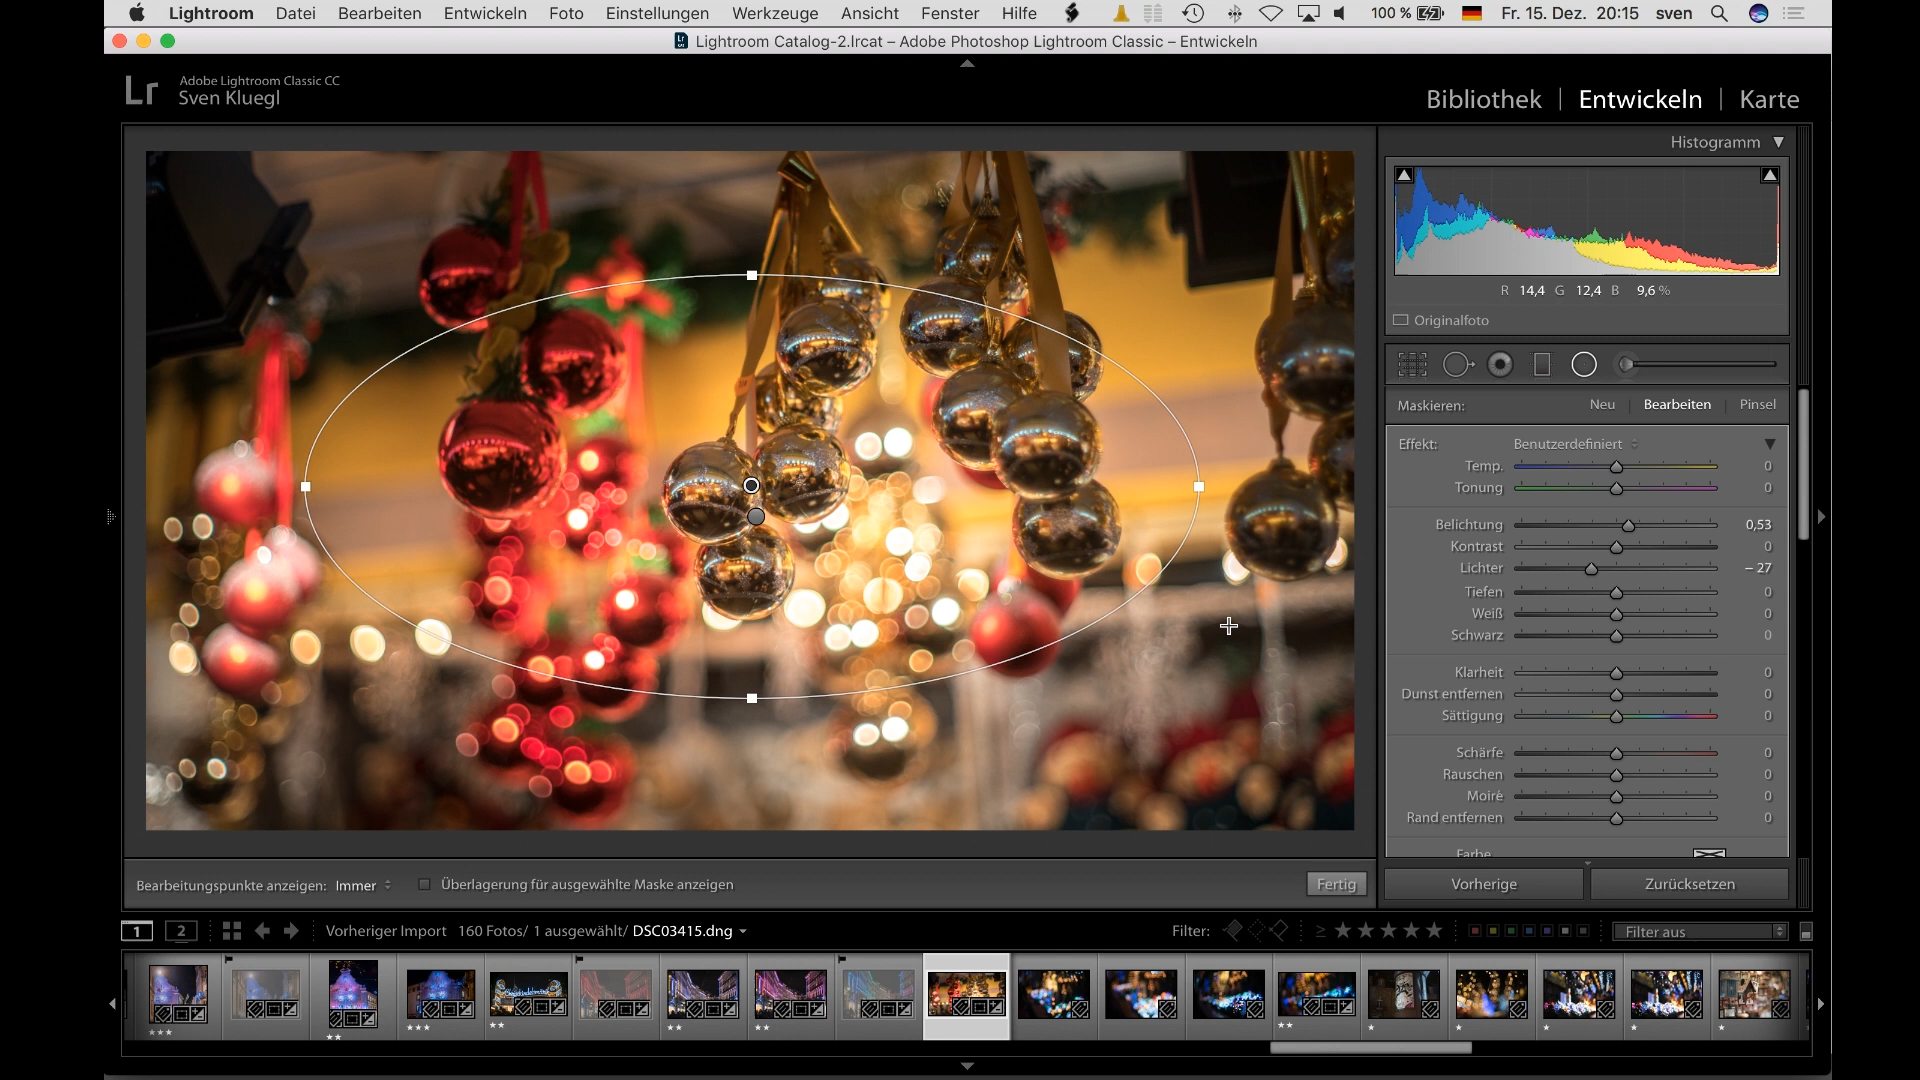 Lightroom Datei Bearbeiten Entwickeln Foto Einstellungen Werkzeuge Ansicht Fenster Hilfe 100 % Fr. 15. Dez. 20:15 sven
Lightroom Catalog-2.lrcat – Adobe Photoshop Lightroom Classic – Entwickeln
Lr
Adobe Lightroom Classic CC
Sven Kluegl
Bibliothek | Entwickeln | Karte
Histogramm
R 14,4 G 12,4 B 9,6 %
Originalfoto
Maskieren: Neu | Bearbeiten | Pinsel
Effekt: Benutzerdefiniert
Temp. 0
Tonung 0
Belichtung 0,53
Kontrast 0
Lichter – 27
Tiefen 0
Weiß 0
Schwarz 0
Klarheit 0
Dunst entfernen 0
Sättigung 0
Schärfe 0
Rauschen 0
Moiré 0
Rand entfernen 0
Farbe
Bearbeitungspunkte anzeigen: Immer Überlagerung für ausgewählte Maske anzeigen Fertig
Vorherige Zurücksetzen
1 2 Vorheriger Import 160 Fotos/ 1 ausgewählt/ DSC03415.dng Filter: ≥ ★★★★★ Filter aus